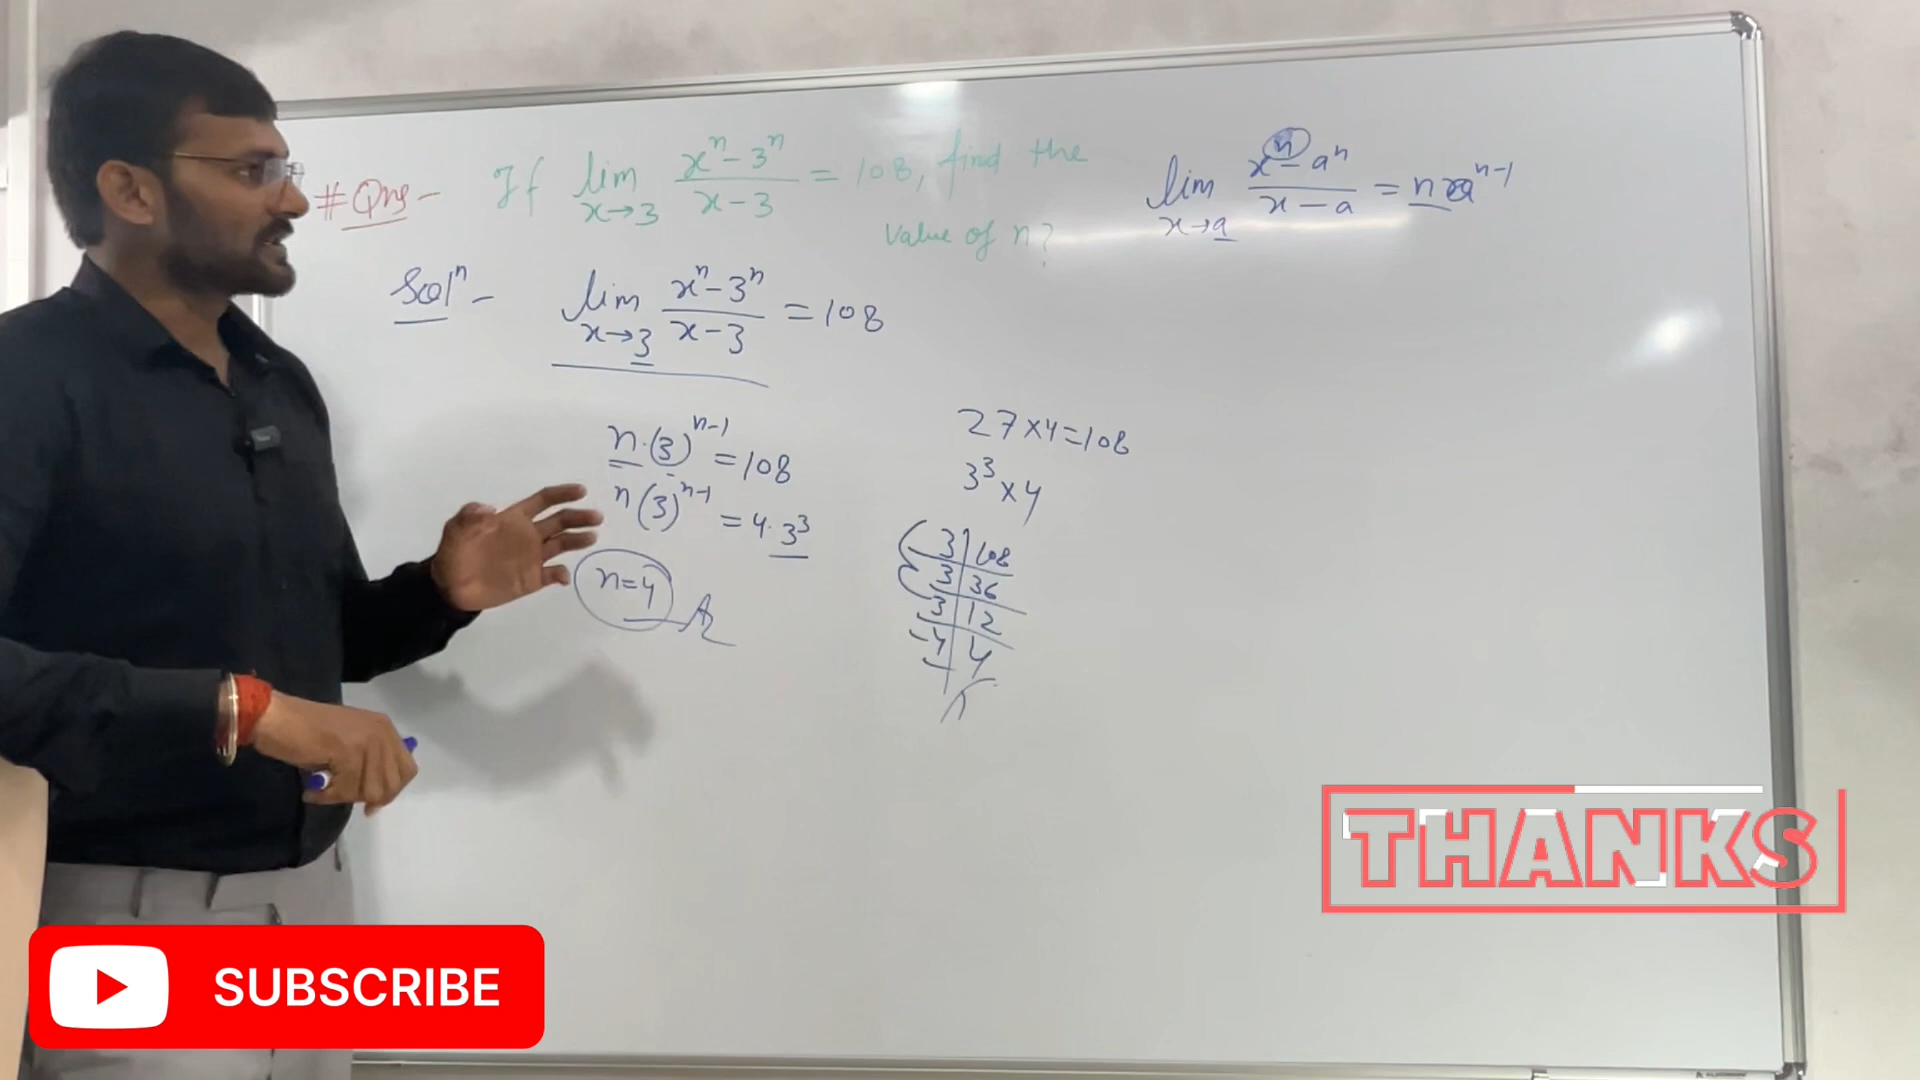 #Qns- If lim x→3 xⁿ-3ⁿ/x-3 = 108, find the
value of n?
lim x→a xⁿ-aⁿ/x-a = n×aⁿ⁻¹
Solⁿ- lim x→3 xⁿ-3ⁿ/x-3 = 108
n·(3)ⁿ⁻¹ = 108
n(3)ⁿ⁻¹ = 4·3³
n=4
27×4=108
3³×4
3|108
3|36
3|12
4|4
THANKS
SUBSCRIBE